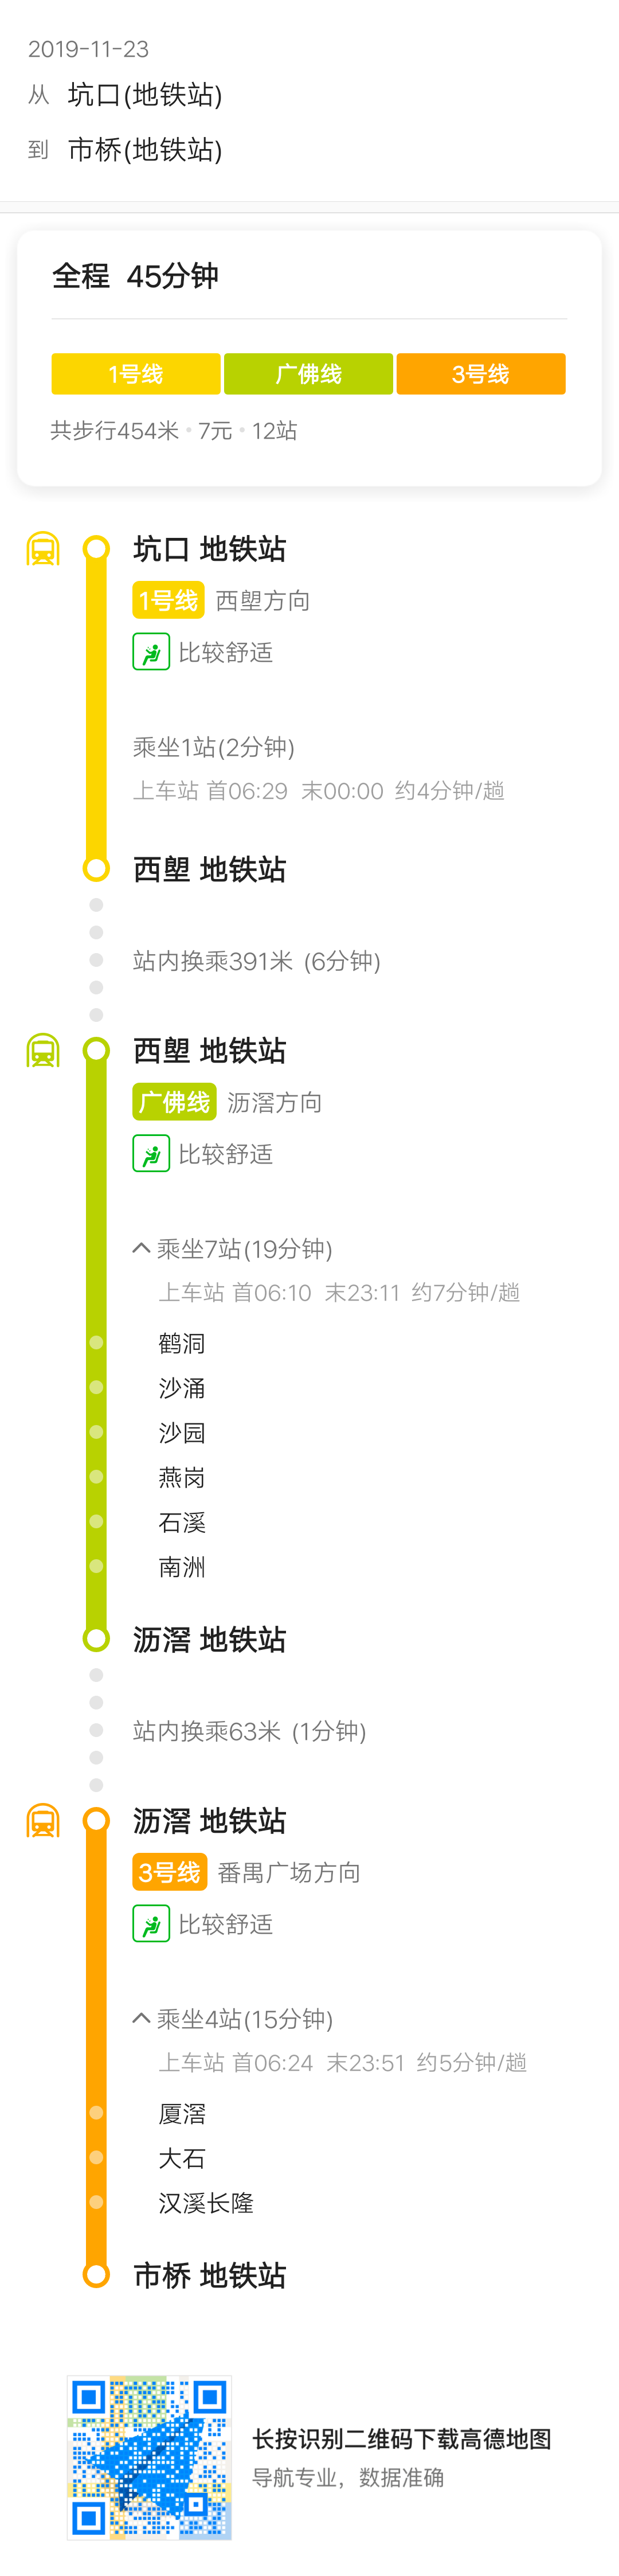 2019-11-23
从 坑口(地铁站)
到 市桥(地铁站)
全程 45分钟
1号线 广佛线 3号线
共步行454米·7元·12站
坑口 地铁站
1号线 西塱方向
比较舒适
乘坐1站(2分钟)
上车站 首06:29 末00:00 约4分钟/趟
西塱 地铁站
站内换乘391米 (6分钟)
西塱 地铁站
广佛线 沥滘方向
比较舒适
乘坐7站(19分钟)
上车站 首06:10 末23:11 约7分钟/趟
鹤洞
沙涌
沙园
燕岗
石溪
南洲
沥滘 地铁站
站内换乘63米 (1分钟)
沥滘 地铁站
3号线 番禺广场方向
比较舒适
乘坐4站(15分钟)
上车站 首06:24 末23:51 约5分钟/趟
厦滘
大石
汉溪长隆
市桥 地铁站
长按识别二维码下载高德地图
导航专业，数据准确